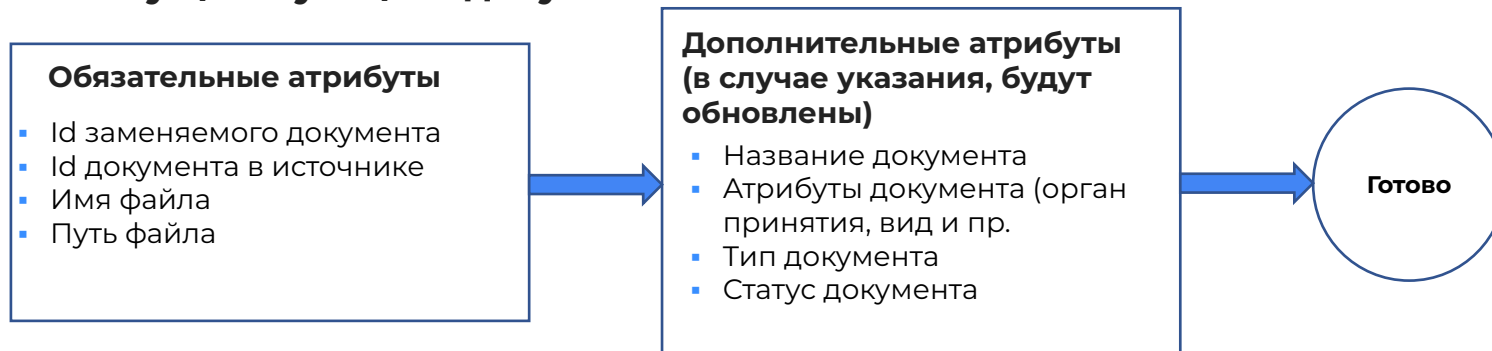 Обязательные атрибуты
▪ Id заменяемого документа
▪ Id документа в источнике
▪ Имя файла
▪ Путь файла
Дополнительные атрибуты
(в случае указания, будут
обновлены)
▪ Название документа
▪ Атрибуты документа (орган
принятия, вид и пр.
▪ Тип документа
▪ Статус документа
Готово